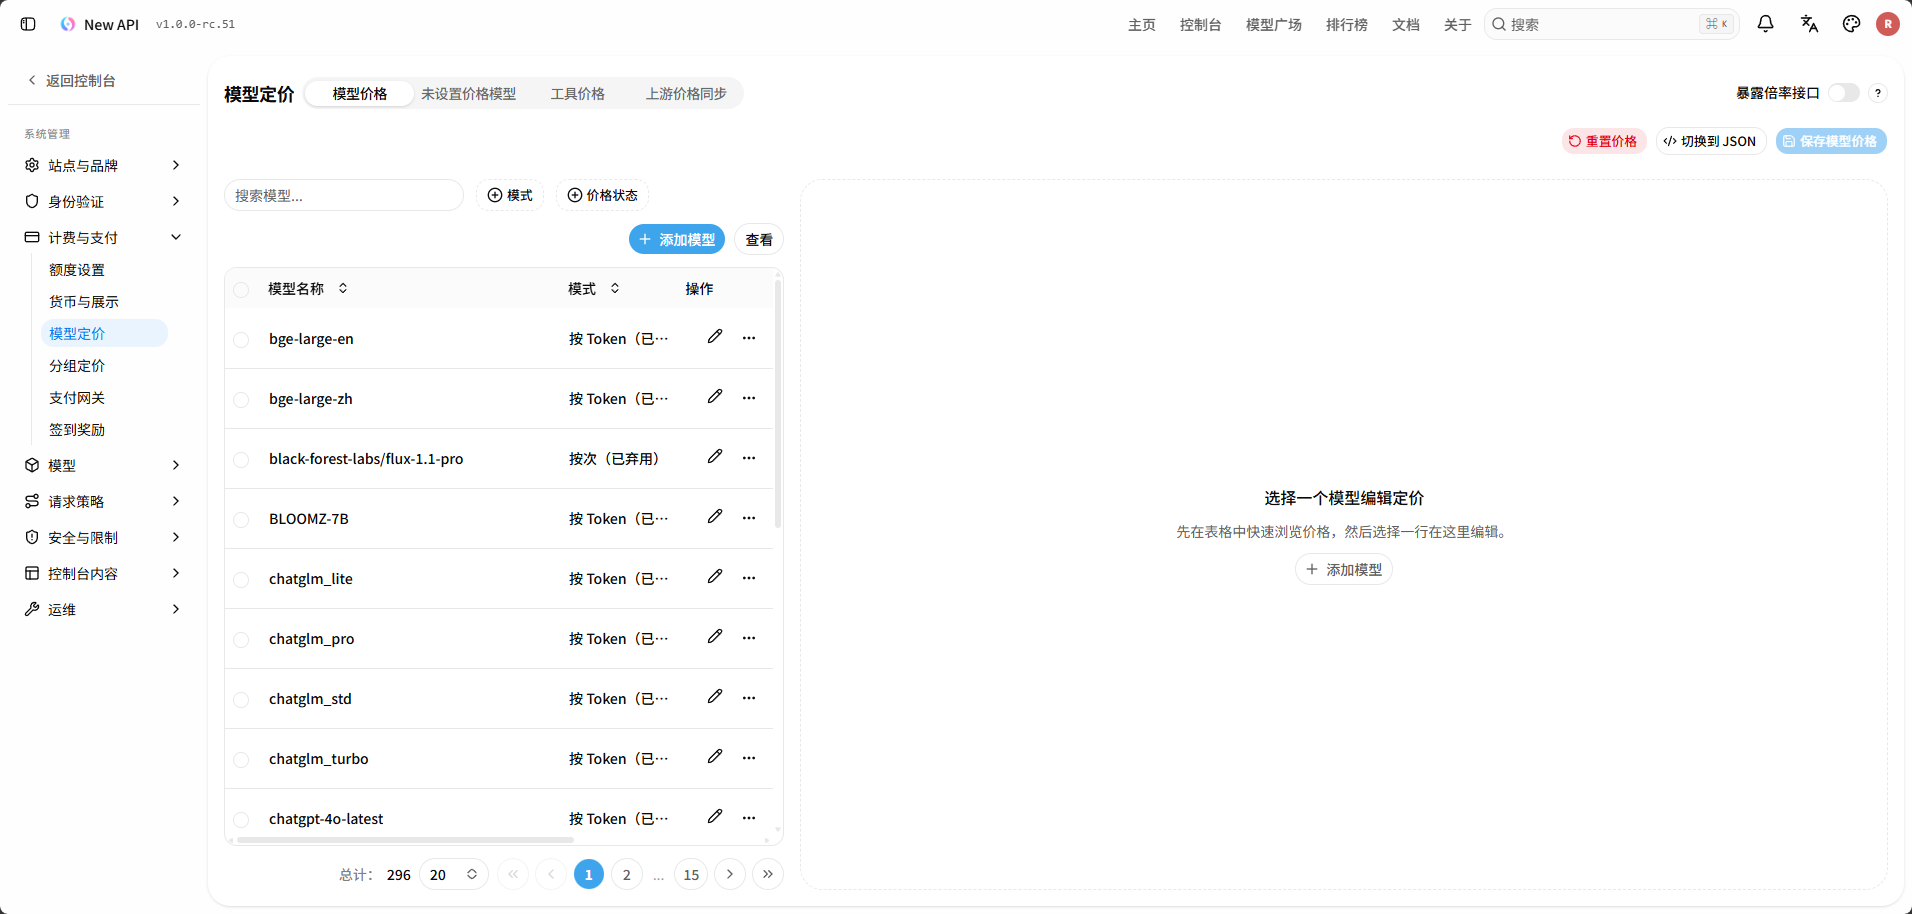 New API v1.0.0-rc.51 主页 控制台 模型广场 排行榜 文档 关于 搜索 ⌘ K R
返回控制台
系统管理
站点与品牌
身份验证
计费与支付
额度设置
货币与展示
模型定价
分组定价
支付网关
签到奖励
模型
请求策略
安全与限制
控制台内容
运维
模型定价 模型价格 未设置价格模型 工具价格 上游价格同步 暴露倍率接口 ?
重置价格 切换到 JSON 保存模型价格
搜索模型... 模式 价格状态
添加模型 查看
模型名称 模式 操作
bge-large-en 按 Token（已…
bge-large-zh 按 Token（已…
black-forest-labs/flux-1.1-pro 按次（已弃用）
BLOOMZ-7B 按 Token（已…
chatglm_lite 按 Token（已…
chatglm_pro 按 Token（已…
chatglm_std 按 Token（已…
chatglm_turbo 按 Token（已…
chatgpt-4o-latest 按 Token（已…
总计： 296 20 1 2 ... 15
选择一个模型编辑定价
先在表格中快速浏览价格，然后选择一行在这里编辑。
添加模型